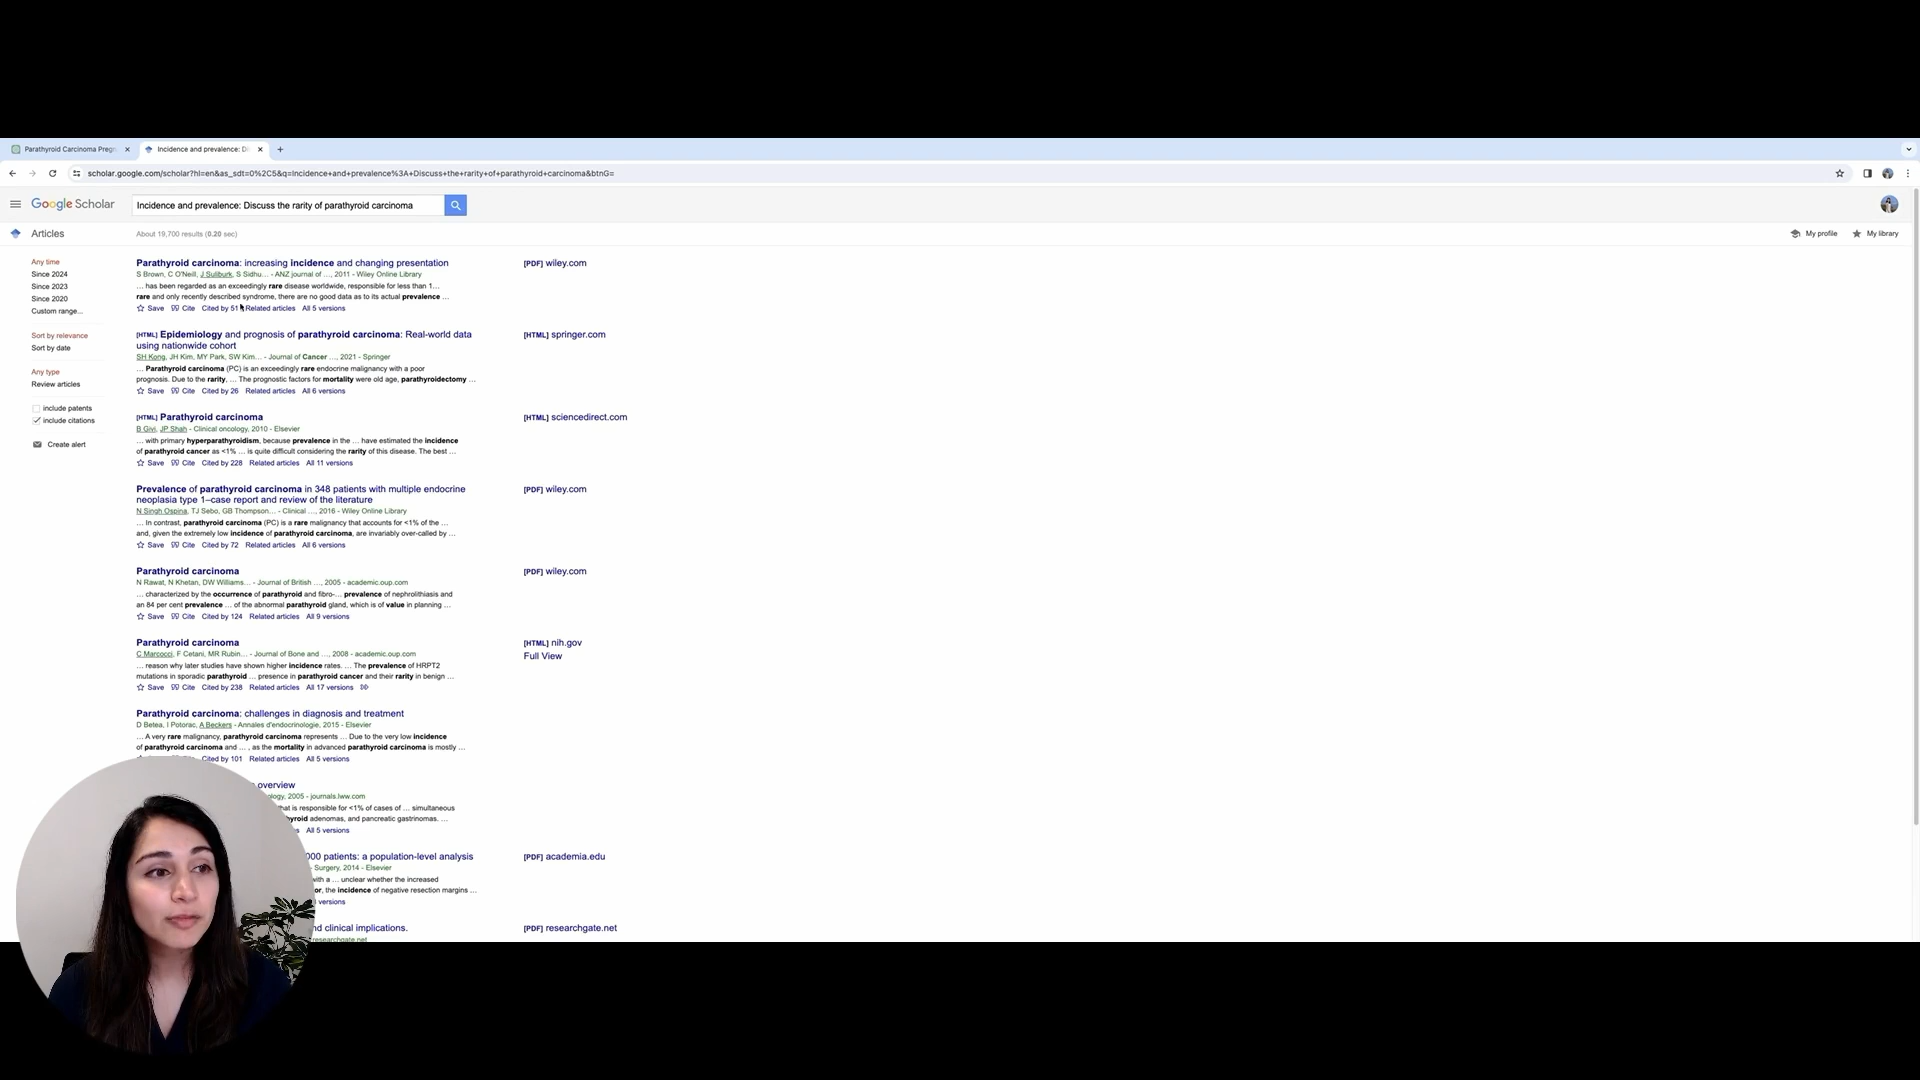 Parathyroid Carcinoma Pregn
Incidence and prevalence: Di
scholar.google.com/scholar?hl=en&as_sdt=0%2C5&q=Incidence+and+prevalence%3A+Discuss+the+rarity+of+parathyroid+carcinoma&btnG=
Google Scholar
Incidence and prevalence: Discuss the rarity of parathyroid carcinoma
Articles
About 19,700 results (0.20 sec)
My profile
My library
Any time
Since 2024
Since 2023
Since 2020
Custom range...
Sort by relevance
Sort by date
Any type
Review articles
include patents
include citations
Create alert
Parathyroid carcinoma: increasing incidence and changing presentation
[PDF] wiley.com
S Brown, C O'Neill, J Suliburk, S Sidhu… - ANZ journal of …, 2011 - Wiley Online Library
… has been regarded as an exceedingly rare disease worldwide, responsible for less than 1…
rare and only recently described syndrome, there are no good data as to its actual prevalence …
Save Cite Cited by 51 Related articles All 5 versions
[HTML] Epidemiology and prognosis of parathyroid carcinoma: Real-world data
using nationwide cohort
[HTML] springer.com
SH Kong, JH Kim, MY Park, SW Kim… - Journal of Cancer …, 2021 - Springer
… Parathyroid carcinoma (PC) is an exceedingly rare endocrine malignancy with a poor
prognosis. Due to the rarity, … The prognostic factors for mortality were old age, parathyroidectomy …
Save Cite Cited by 26 Related articles All 6 versions
[HTML] Parathyroid carcinoma
[HTML] sciencedirect.com
B Givi, JP Shah - Clinical oncology, 2010 - Elsevier
… with primary hyperparathyroidism, because prevalence in the … have estimated the incidence
of parathyroid cancer as <1% … is quite difficult considering the rarity of this disease. The best …
Save Cite Cited by 228 Related articles All 11 versions
Prevalence of parathyroid carcinoma in 348 patients with multiple endocrine
neoplasia type 1–case report and review of the literature
[PDF] wiley.com
N Singh Ospina, TJ Sebo, GB Thompson… - Clinical …, 2016 - Wiley Online Library
… In contrast, parathyroid carcinoma (PC) is a rare malignancy that accounts for <1% of the …
and, given the extremely low incidence of parathyroid carcinoma, are invariably over-called by …
Save Cite Cited by 72 Related articles All 6 versions
Parathyroid carcinoma
[PDF] wiley.com
N Rawat, N Khetan, DW Williams… - Journal of British …, 2005 - academic.oup.com
… characterized by the occurrence of parathyroid and fibro-… prevalence of nephrolithiasis and
an 84 per cent prevalence … of the abnormal parathyroid gland, which is of value in planning …
Save Cite Cited by 124 Related articles All 9 versions
Parathyroid carcinoma
[HTML] nih.gov
Full View
C Marcocci, F Cetani, MR Rubin… - Journal of Bone and …, 2008 - academic.oup.com
… reason why later studies have shown higher incidence rates. … The prevalence of HRPT2
mutations in sporadic parathyroid … presence in parathyroid cancer and their rarity in benign …
Save Cite Cited by 238 Related articles All 17 versions
Parathyroid carcinoma: challenges in diagnosis and treatment
D Betea, I Potorac, A Beckers - Annales d'endocrinologie, 2015 - Elsevier
… A very rare malignancy, parathyroid carcinoma represents … Due to the very low incidence
of parathyroid carcinoma and … , as the mortality in advanced parathyroid carcinoma is mostly …
Cited by 101 Related articles All 5 versions
overview
ology, 2005 - journals.lww.com
that is responsible for <1% of cases of … simultaneous
yroid adenomas, and pancreatic gastrinomas. …
s All 5 versions
000 patients: a population-level analysis
[PDF] academia.edu
- Surgery, 2014 - Elsevier
with a … unclear whether the increased
or, the incidence of negative resection margins …
versions
nd clinical implications.
[PDF] researchgate.net
researchgate.net